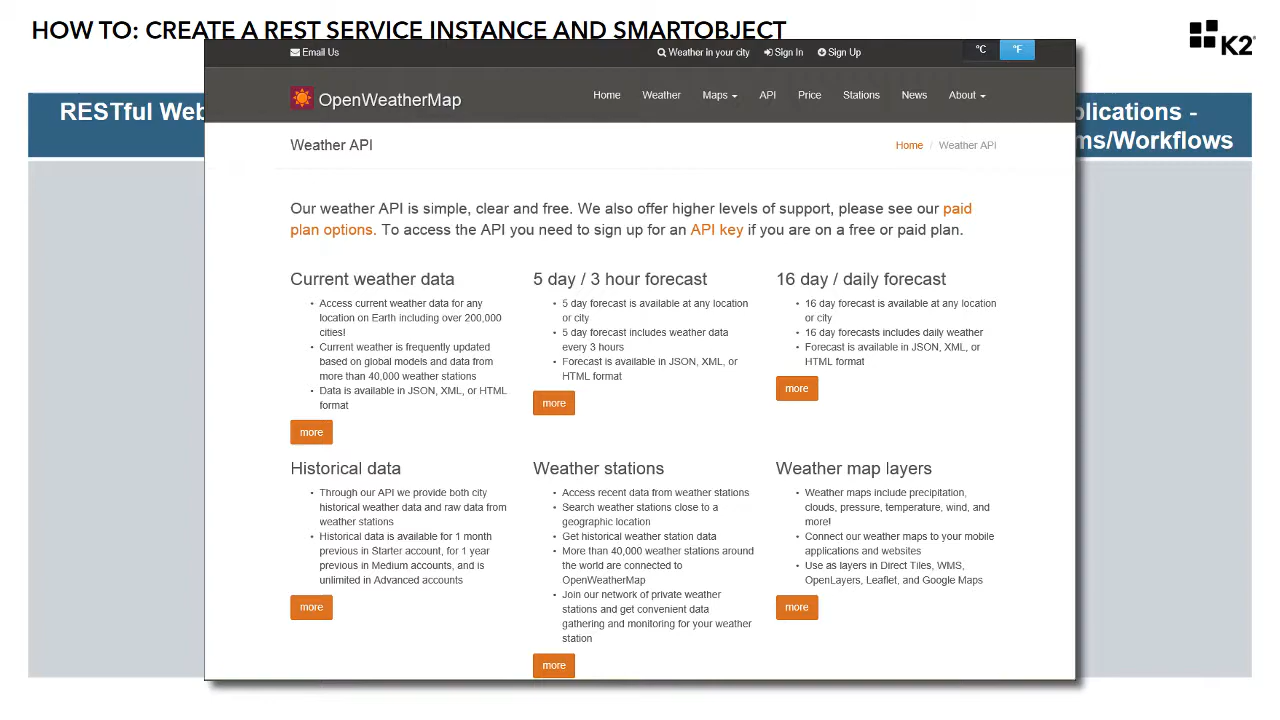 HOW TO: CREATE A REST SERVICE INSTANCE AND SMARTOBJECT
K2
RESTful Web
plications -
ms/Workflows
Email Us
Weather in your city
Sign In
Sign Up
°C
°F
OpenWeatherMap
Home
Weather
Maps
API
Price
Stations
News
About
Weather API
Home / Weather API
Our weather API is simple, clear and free. We also offer higher levels of support, please see our paid
plan options. To access the API you need to sign up for an API key if you are on a free or paid plan.
Current weather data
• Access current weather data for any
location on Earth including over 200,000
cities!
• Current weather is frequently updated
based on global models and data from
more than 40,000 weather stations
• Data is available in JSON, XML, or HTML
format
more
5 day / 3 hour forecast
• 5 day forecast is available at any location
or city
• 5 day forecast includes weather data
every 3 hours
• Forecast is available in JSON, XML, or
HTML format
more
16 day / daily forecast
• 16 day forecast is available at any location
or city
• 16 day forecasts includes daily weather
• Forecast is available in JSON, XML, or
HTML format
more
Historical data
• Through our API we provide both city
historical weather data and raw data from
weather stations
• Historical data is available for 1 month
previous in Starter account, for 1 year
previous in Medium accounts, and is
unlimited in Advanced accounts
more
Weather stations
• Access recent data from weather stations
• Search weather stations close to a
geographic location
• Get historical weather station data
• More than 40,000 weather stations around
the world are connected to
OpenWeatherMap
• Join our network of private weather
stations and get convenient data
gathering and monitoring for your weather
station
more
Weather map layers
• Weather maps include precipitation,
clouds, pressure, temperature, wind, and
more!
• Connect our weather maps to your mobile
applications and websites
• Use as layers in Direct Tiles, WMS,
OpenLayers, Leaflet, and Google Maps
more